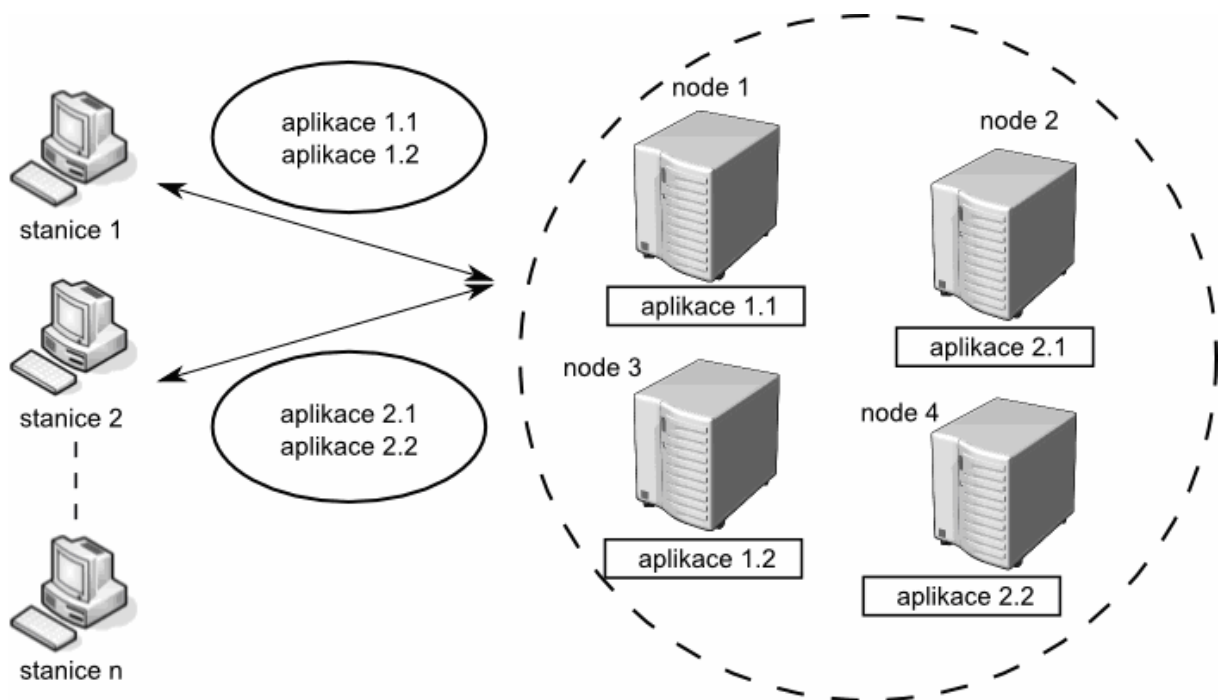 aplikace 1.1
aplikace 1.2
stanice 1
stanice 2
aplikace 2.1
aplikace 2.2
stanice n
node 1
aplikace 1.1
node 2
aplikace 2.1
node 3
aplikace 1.2
node 4
aplikace 2.2